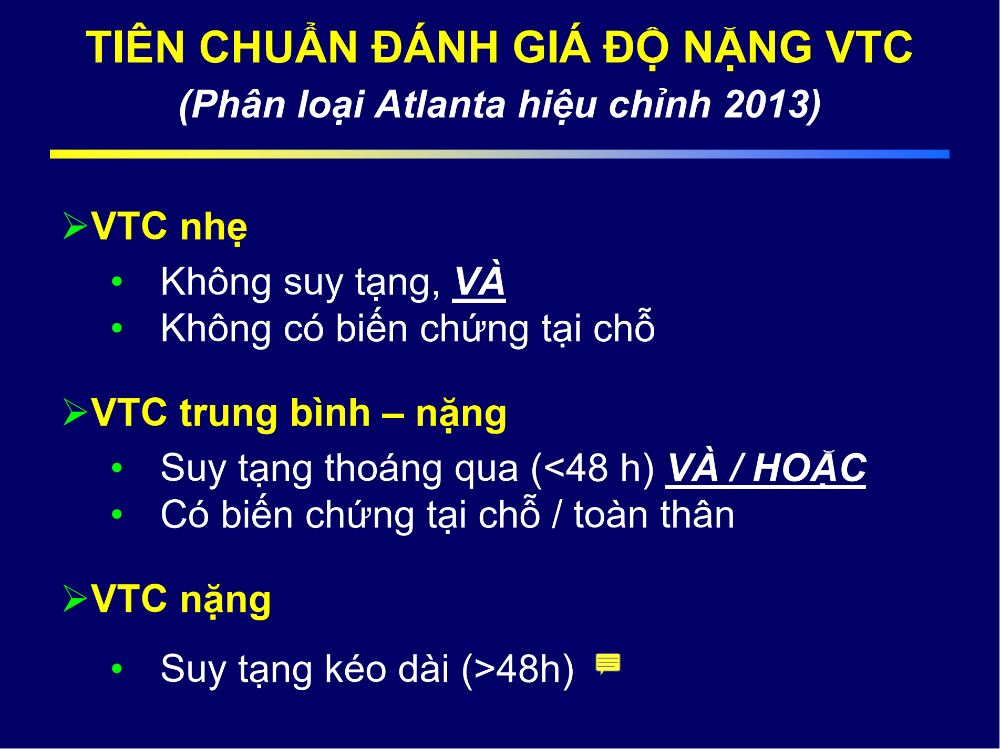 TIÊN CHUẨN ĐÁNH GIÁ ĐỘ NẶNG VTC
(Phân loại Atlanta hiệu chỉnh 2013)
VTC nhẹ
• Không suy tạng, VÀ
• Không có biến chứng tại chỗ
VTC trung bình – nặng
• Suy tạng thoáng qua (<48 h) VÀ / HOẶC
• Có biến chứng tại chỗ / toàn thân
VTC nặng
• Suy tạng kéo dài (>48h)